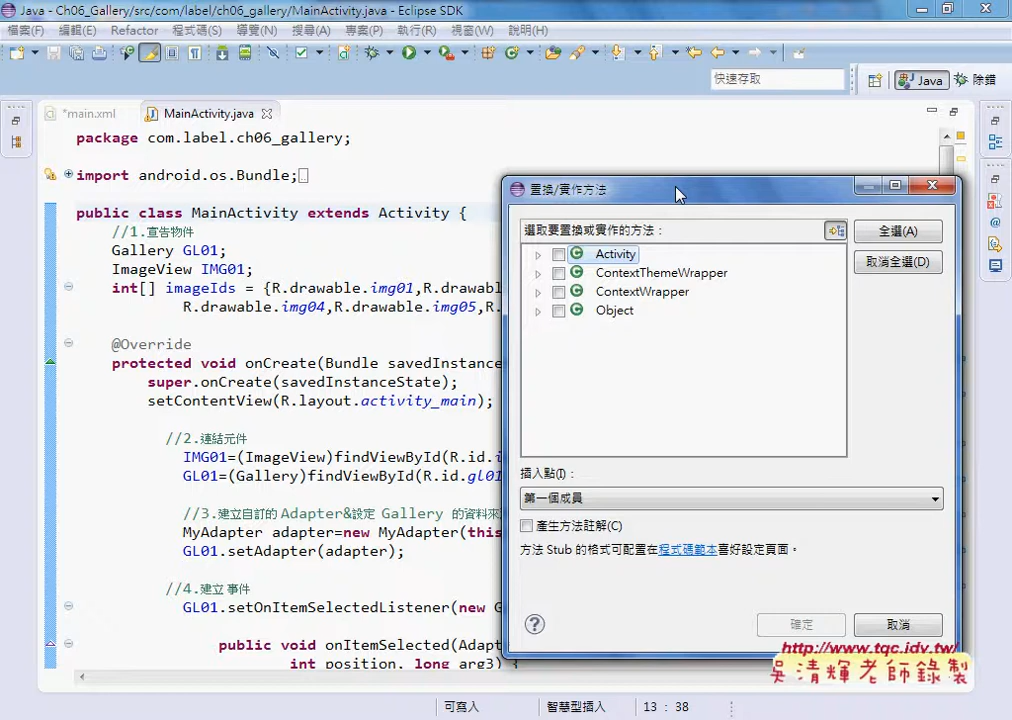 Java - Ch06_Gallery/src/com/label/ch06_gallery/MainActivity.java - Eclipse SDK
檔案(F) 編輯(E) Refactor 程式碼(S) 導覽(N) 搜尋(A) 專案(P) 執行(R) 視窗(W) 說明(H)
快速存取
Java
除錯
*main.xml
MainActivity.java
package com.label.ch06_gallery;
import android.os.Bundle;
public class MainActivity extends Activity {
//1.宣告物件
Gallery GL01;
ImageView IMG01;
int[] imageIds = {R.drawable.img01,R.drawabl
R.drawable.img04,R.drawable.img05,R.
@Override
protected void onCreate(Bundle savedInstance
super.onCreate(savedInstanceState);
setContentView(R.layout.activity_main);
//2.連結元件
IMG01=(ImageView)findViewById(R.id.
GL01=(Gallery)findViewById(R.id.gl01
//3.建立自訂的 Adapter&設定 Gallery 的資料來
MyAdapter adapter=new MyAdapter(this
GL01.setAdapter(adapter);
//4.建立 事件
GL01.setOnItemSelectedListener(new G
public void onItemSelected(Adapt
int position, long arg3) {
置換/實作方法
選取要置換或實作的方法：
Activity
ContextThemeWrapper
ContextWrapper
Object
全選(A)
取消全選(D)
插入點(I)：
第一個成員
產生方法註解(C)
方法 Stub 的格式可配置在程式碼範本喜好設定頁面。
確定
取消
http://www.tqc.idv.tw/
吳清輝老師錄製
可寫入
智慧型插入
13 : 38